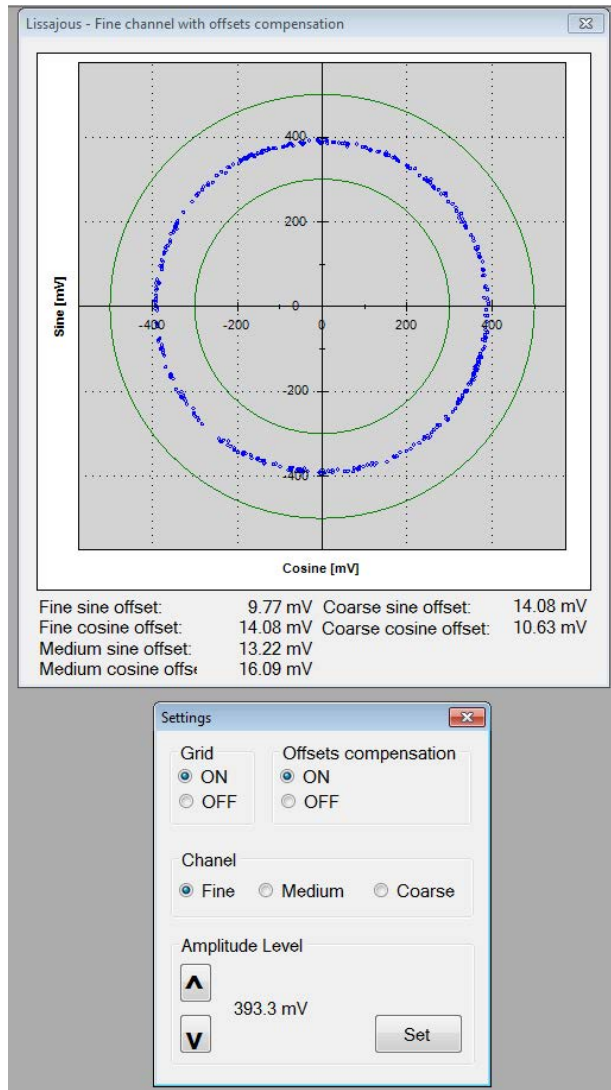 Lissajous - Fine channel with offsets compensation
Sine [mV]
400
200
-400 -200 0 200 400
0
-200
-400
Cosine [mV]
Fine sine offset: 9.77 mV Coarse sine offset: 14.08 mV
Fine cosine offset: 14.08 mV Coarse cosine offset: 10.63 mV
Medium sine offset: 13.22 mV
Medium cosine offse 16.09 mV
Settings
Grid Offsets compensation
ON ON
OFF OFF
Chanel
Fine Medium Coarse
Amplitude Level
393.3 mV
Set